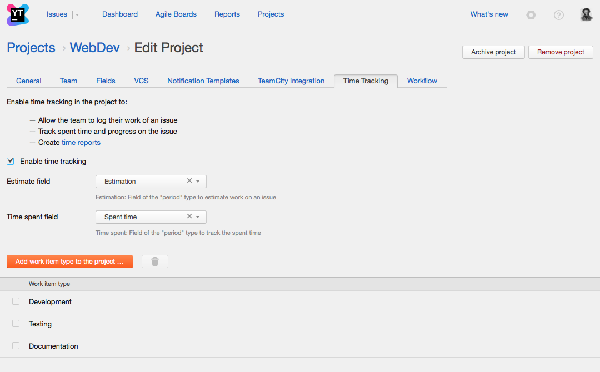 YT
Issues
Dashboard
Agile Boards
Reports
Projects
What's new
?
Projects › WebDev › Edit Project
Archive project
Remove project
General
Team
Fields
VCS
Notification Templates
TeamCity Integration
Time Tracking
Workflow
Enable time tracking in the project to:
— Allow the team to log their work of an issue
— Track spent time and progress on the issue
— Create time reports
Enable time tracking
Estimate field
Estimation
Estimation: Field of the "period" type to estimate work on an issue
Time spent field
Spent time
Time spent: Field of the "period" type to track the spent time
Add work item type to the project ...
Work item type
Development
Testing
Documentation